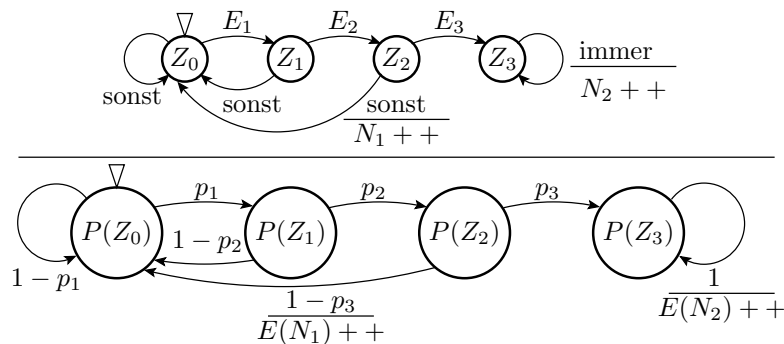 E₁ E₂ E₃
Z₀ Z₁ Z₂ Z₃
immer
N₂ + +
sonst sonst sonst
N₁ + +
p₁ p₂ p₃
P(Z₀) P(Z₁) P(Z₂) P(Z₃)
1 − p₂
1 − p₁
1 − p₃
E(N₁) + +
1
E(N₂) + +